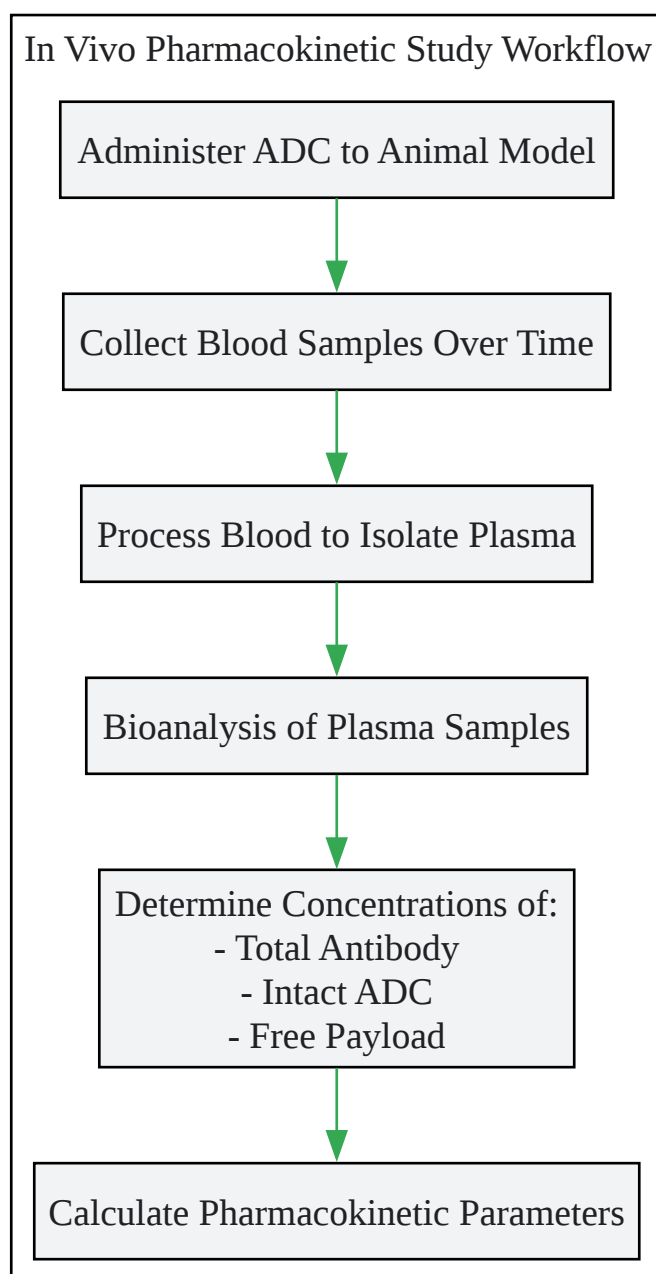 In Vivo Pharmacokinetic Study Workflow
Administer ADC to Animal Model
Collect Blood Samples Over Time
Process Blood to Isolate Plasma
Bioanalysis of Plasma Samples
Determine Concentrations of:
- Total Antibody
- Intact ADC
- Free Payload
Calculate Pharmacokinetic Parameters